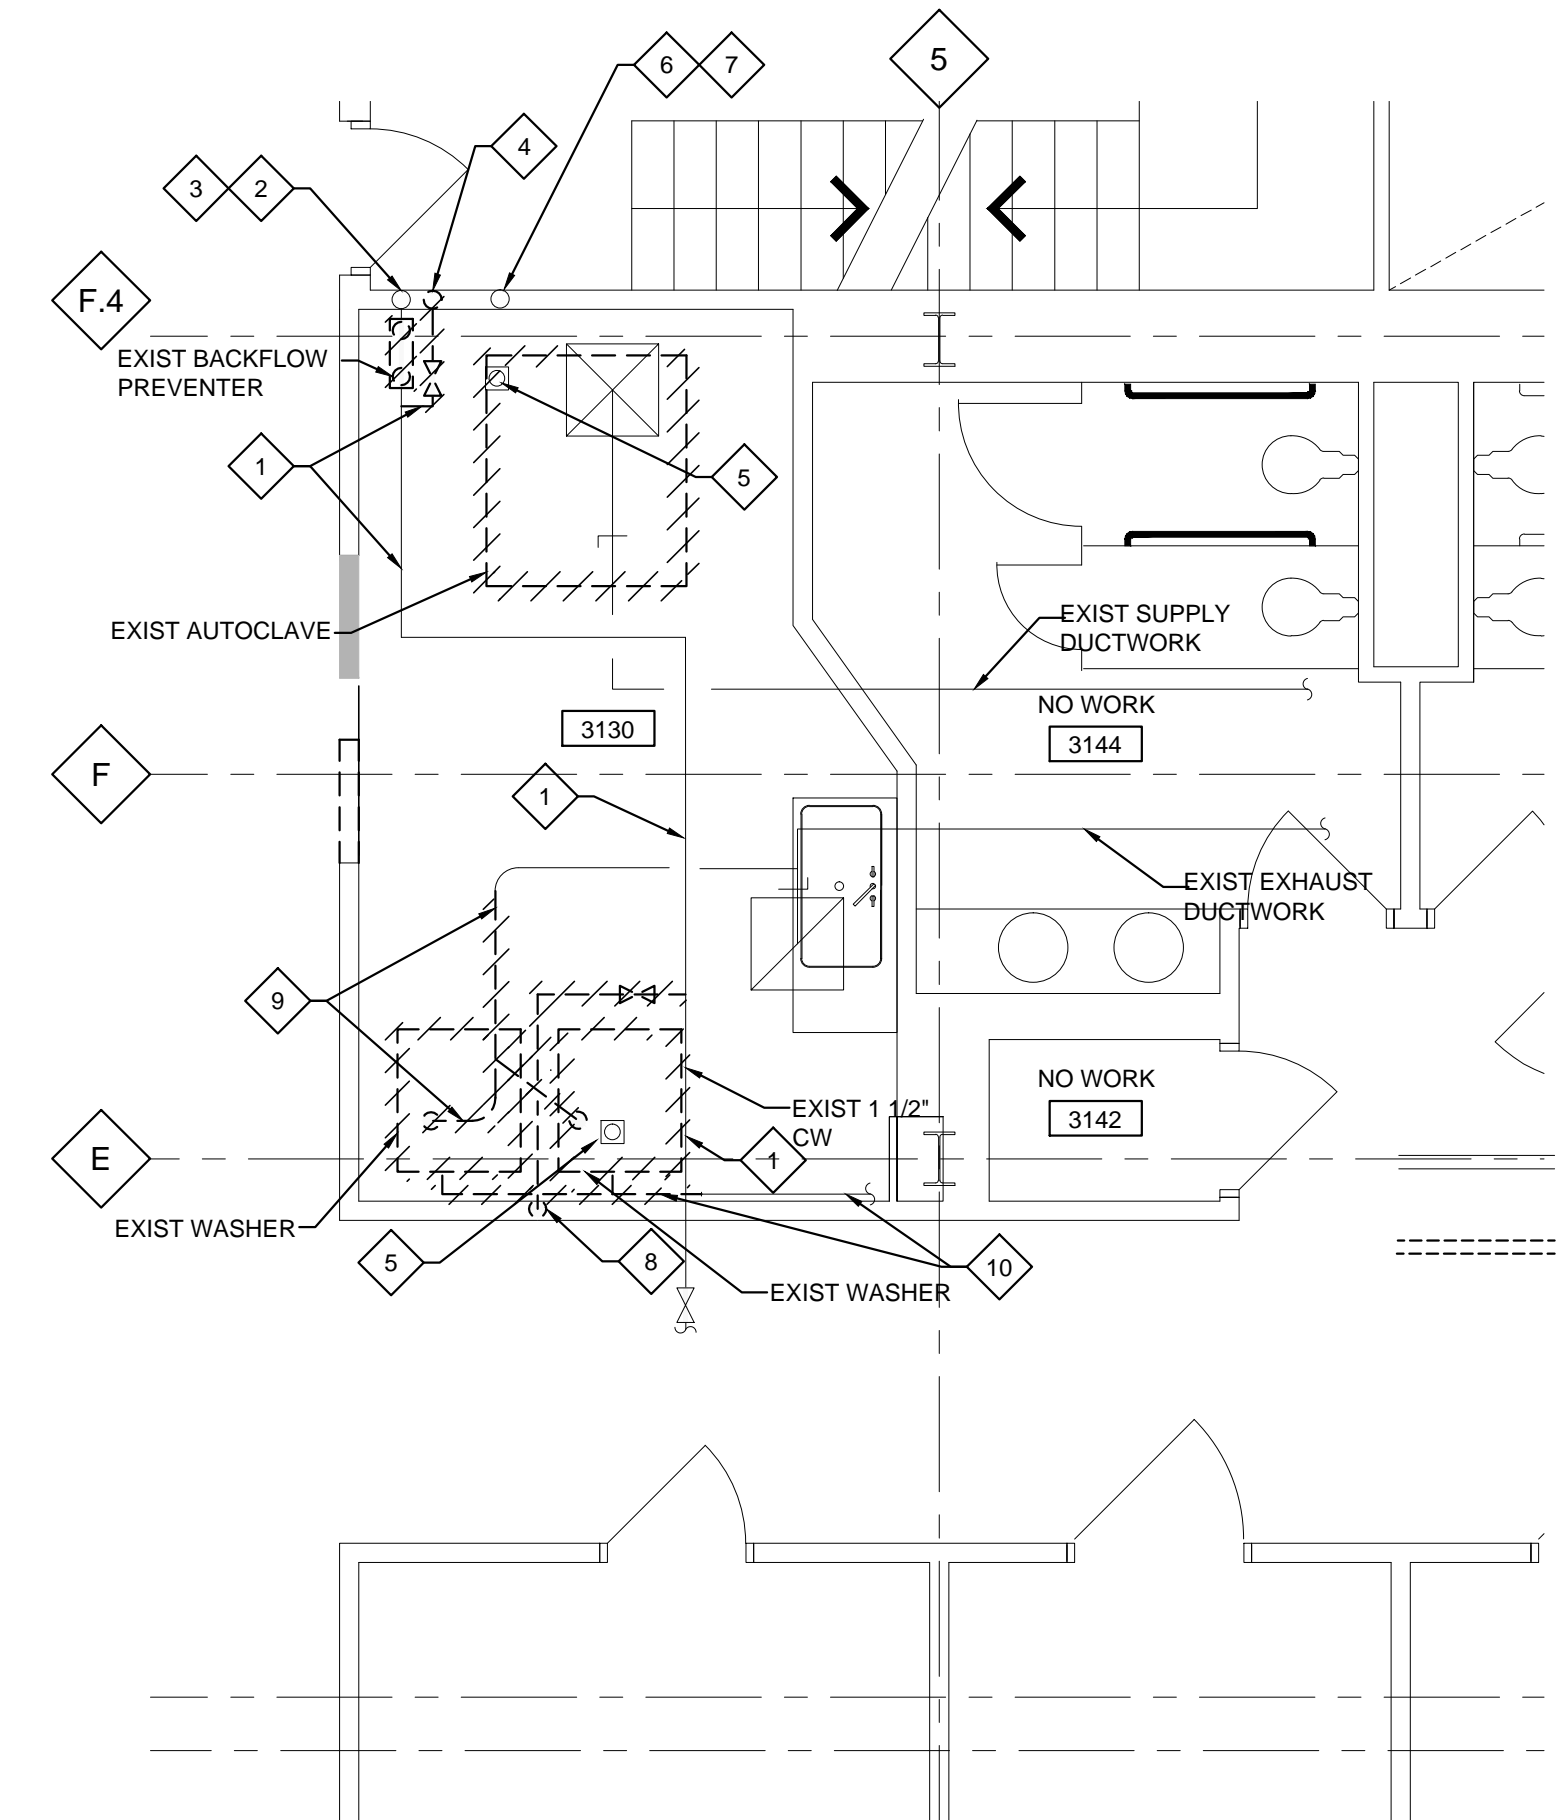 6 7
5
4
3 2
F.4
EXIST BACKFLOW
PREVENTER
1
5
EXIST AUTOCLAVE
EXIST SUPPLY
DUCTWORK
NO WORK
3144
3130
F
1
EXIST EXHAUST
DUCTWORK
9
NO WORK
3142
EXIST 1 1/2"
CW
E
1
EXIST WASHER
5
8
10
EXIST WASHER